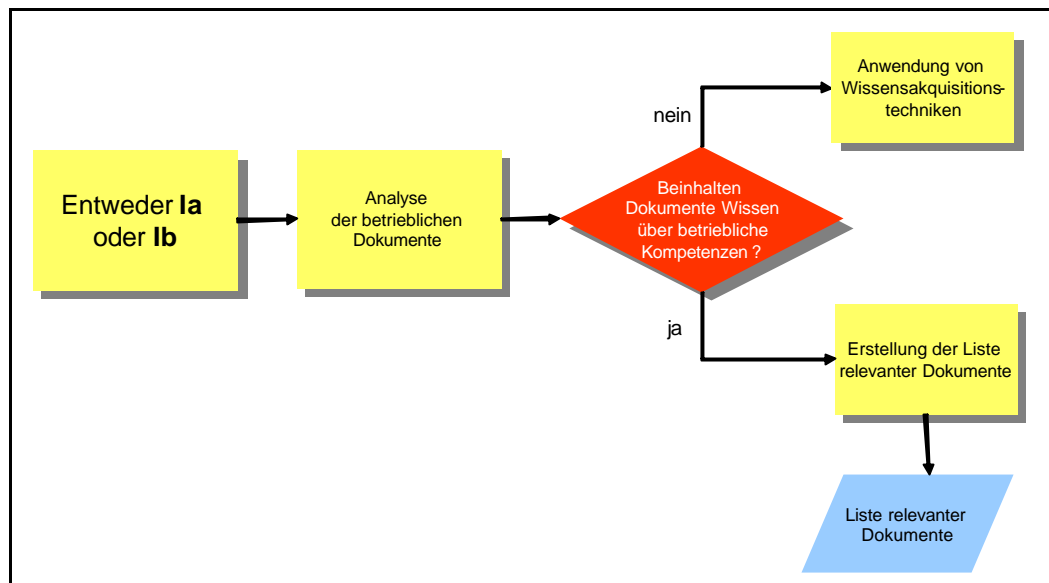 Entweder Ia
oder Ib
Analyse
der betrieblichen
Dokumente
Beinhalten
Dokumente Wissen
über betriebliche
Kompetenzen ?
nein
Anwendung von
Wissensakquisitions-
techniken
ja
Erstellung der Liste
relevanter Dokumente
Liste relevanter
Dokumente